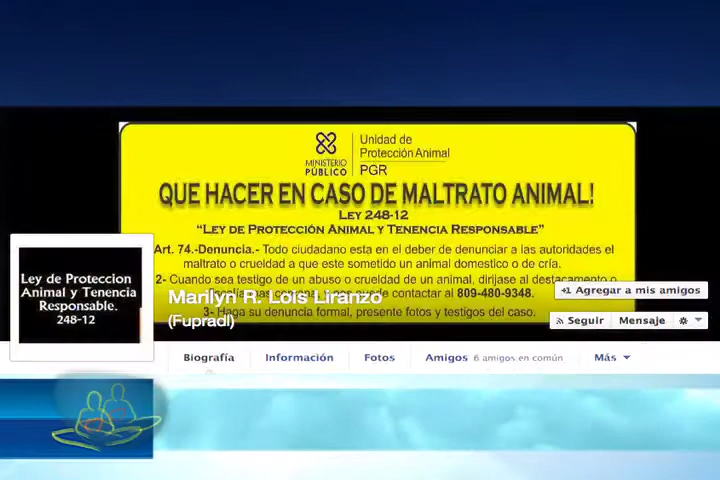 MINISTERIO
PÚBLICO
Unidad de
Protección Animal
PGR
QUE HACER EN CASO DE MALTRATO ANIMAL!
LEY 248-12
"LEY DE PROTECCIÓN ANIMAL Y TENENCIA RESPONSABLE"
Art. 74.-Denuncia.- Todo ciudadano esta en el deber de denunciar a las autoridades el
maltrato o crueldad a que este sometido un animal domestico o de cría.
2- Cuando sea testigo de un abuso o crueldad de un animal, dirijase al destacamento o
contactar al 809-480-9348.
3- Haga su denuncia formal, presente fotos y testigos del caso.
Ley de Proteccion
Animal y Tenencia
Responsable.
248-12
Marilyn R. Lois Liranzo
(Fupradl)
+1 Agregar a mis amigos
Seguir
Mensaje
Biografía
Información
Fotos
Amigos 6 amigos en común
Más